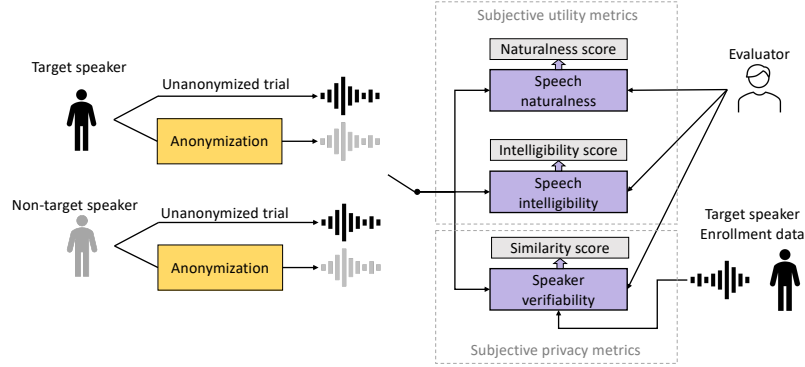 Subjective utility metrics
Naturalness score
Speech
naturalness
Intelligibility score
Speech
intelligibility
Evaluator
Target speaker
Unanonymized trial
Anonymization
Non-target speaker
Unanonymized trial
Anonymization
Similarity score
Speaker
verifiability
Subjective privacy metrics
Target speaker
Enrollment data